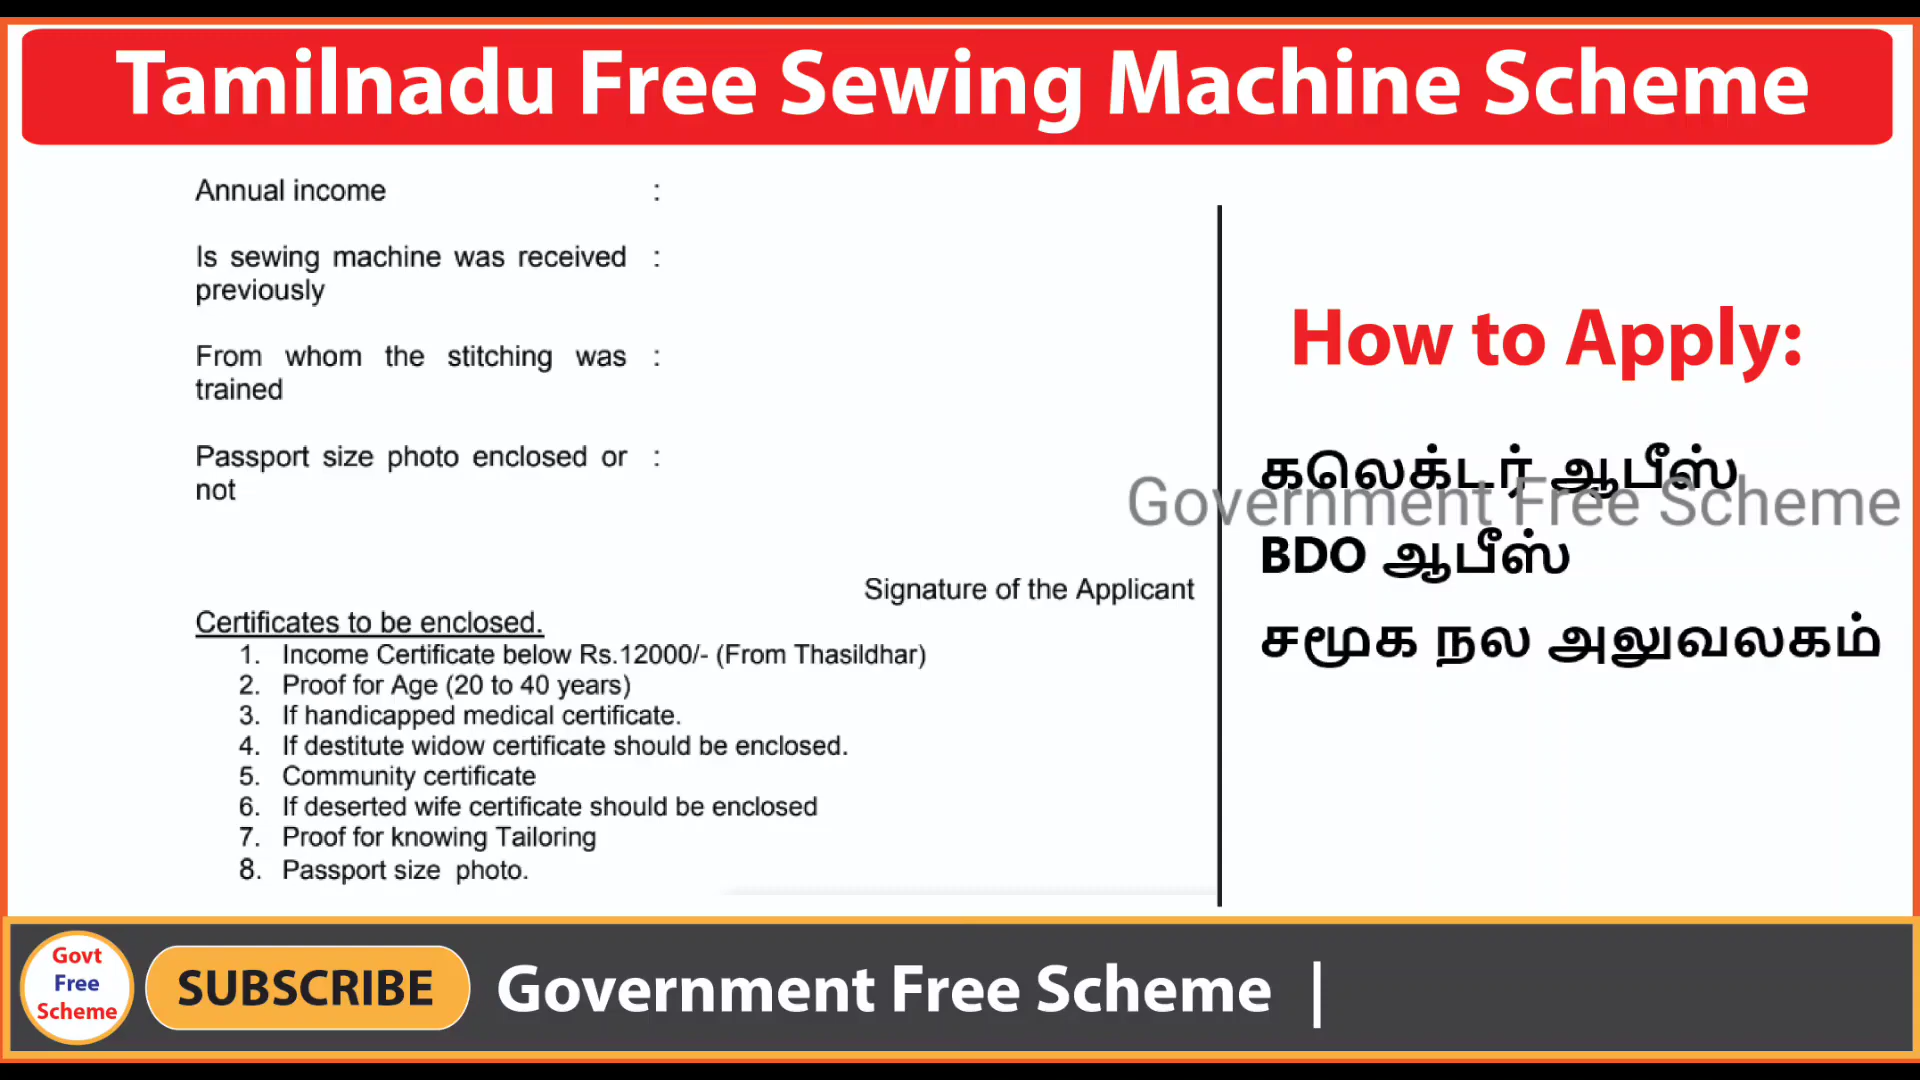 Tamilnadu Free Sewing Machine Scheme
Annual income :
Is sewing machine was received :
previously
From whom the stitching was :
trained
Passport size photo enclosed or :
not
Signature of the Applicant
Certificates to be enclosed.
1. Income Certificate below Rs.12000/- (From Thasildhar)
2. Proof for Age (20 to 40 years)
3. If handicapped medical certificate.
4. If destitute widow certificate should be enclosed.
5. Community certificate
6. If deserted wife certificate should be enclosed
7. Proof for knowing Tailoring
8. Passport size photo.
How to Apply:
கலெக்டர் ஆபீஸ்
Government Free Scheme
BDO ஆபீஸ்
சமூக நல அலுவலகம்
Govt
Free
Scheme
SUBSCRIBE
Government Free Scheme |